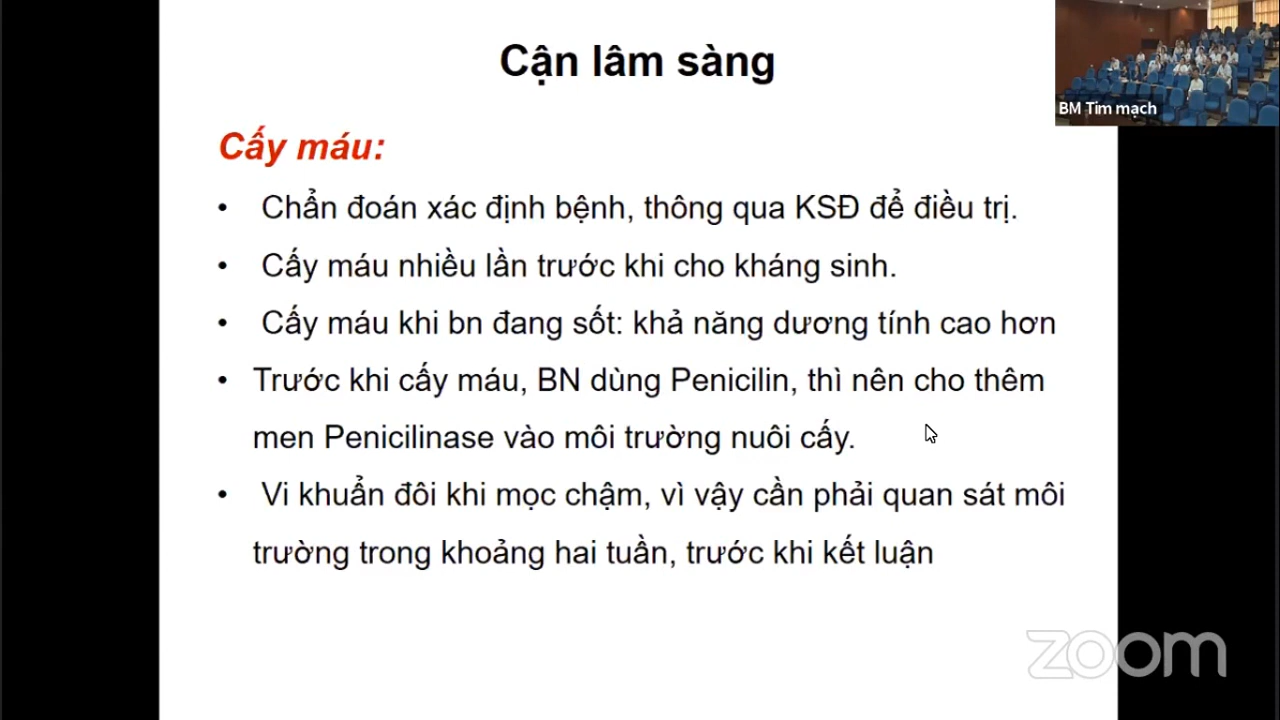 Cận lâm sàng
BM Tim mạch
Cấy máu:
• Chẩn đoán xác định bệnh, thông qua KSĐ để điều trị.
• Cấy máu nhiều lần trước khi cho kháng sinh.
• Cấy máu khi bn đang sốt: khả năng dương tính cao hơn
• Trước khi cấy máu, BN dùng Penicilin, thì nên cho thêm
men Penicilinase vào môi trường nuôi cấy.
• Vi khuẩn đôi khi mọc chậm, vì vậy cần phải quan sát môi
trường trong khoảng hai tuần, trước khi kết luận
zoom